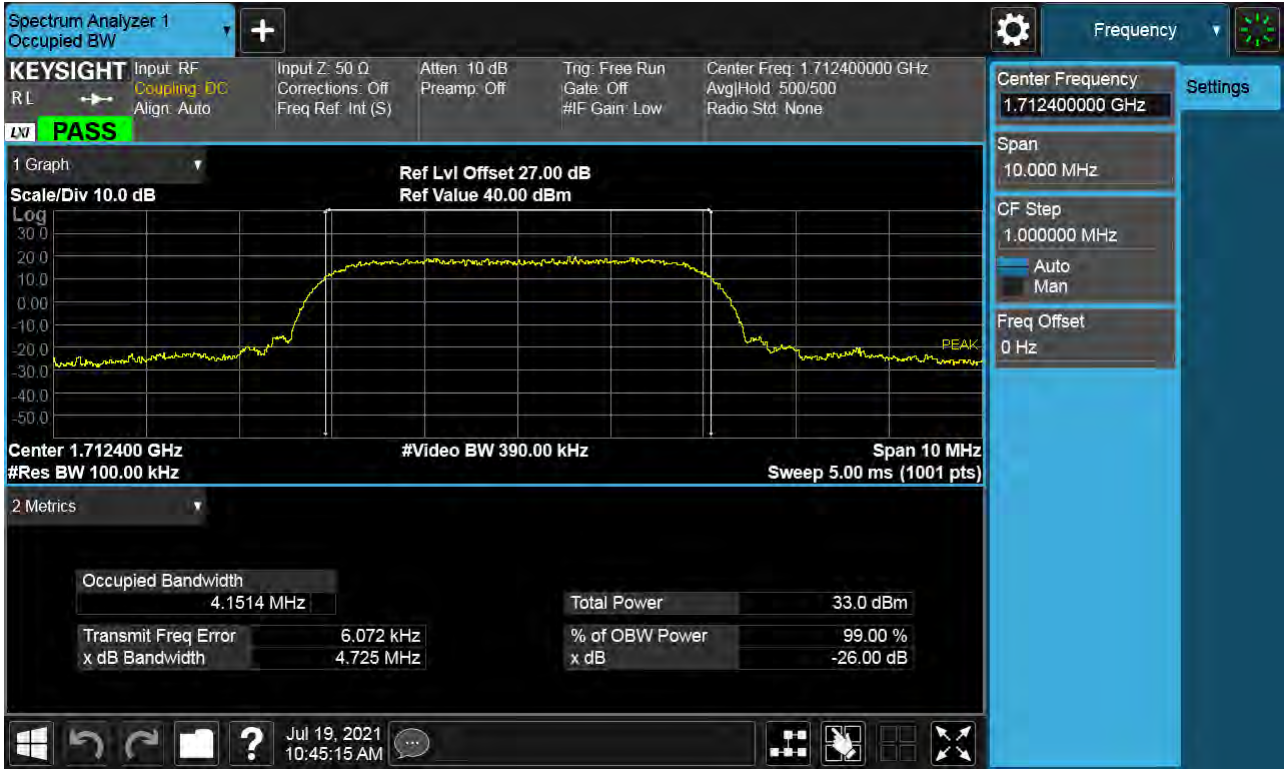 Spectrum Analyzer 1
Occupied BW
Frequency
KEYSIGHT
RL
LXI
PASS
Input: RF
Coupling: DC
Align: Auto
Input Z: 50 Ω
Corrections: Off
Freq Ref: Int (S)
Atten: 10 dB
Preamp: Off
Trig: Free Run
Gate: Off
#IF Gain: Low
Center Freq: 1.712400000 GHz
Avg|Hold: 500/500
Radio Std: None
Center Frequency
1.712400000 GHz
Settings
Span
10.000 MHz
CF Step
1.000000 MHz
Auto
Man
Freq Offset
0 Hz
1 Graph
Scale/Div 10.0 dB
Ref Lvl Offset 27.00 dB
Ref Value 40.00 dBm
Log
30.0
20.0
10.0
0.00
-10.0
-20.0
-30.0
-40.0
-50.0
PEAK
Center 1.712400 GHz
#Res BW 100.00 kHz
#Video BW 390.00 kHz
Span 10 MHz
Sweep 5.00 ms (1001 pts)
2 Metrics
Occupied Bandwidth
4.1514 MHz
Transmit Freq Error 6.072 kHz
x dB Bandwidth 4.725 MHz
Total Power 33.0 dBm
% of OBW Power 99.00 %
x dB -26.00 dB
?
Jul 19, 2021
10:45:15 AM